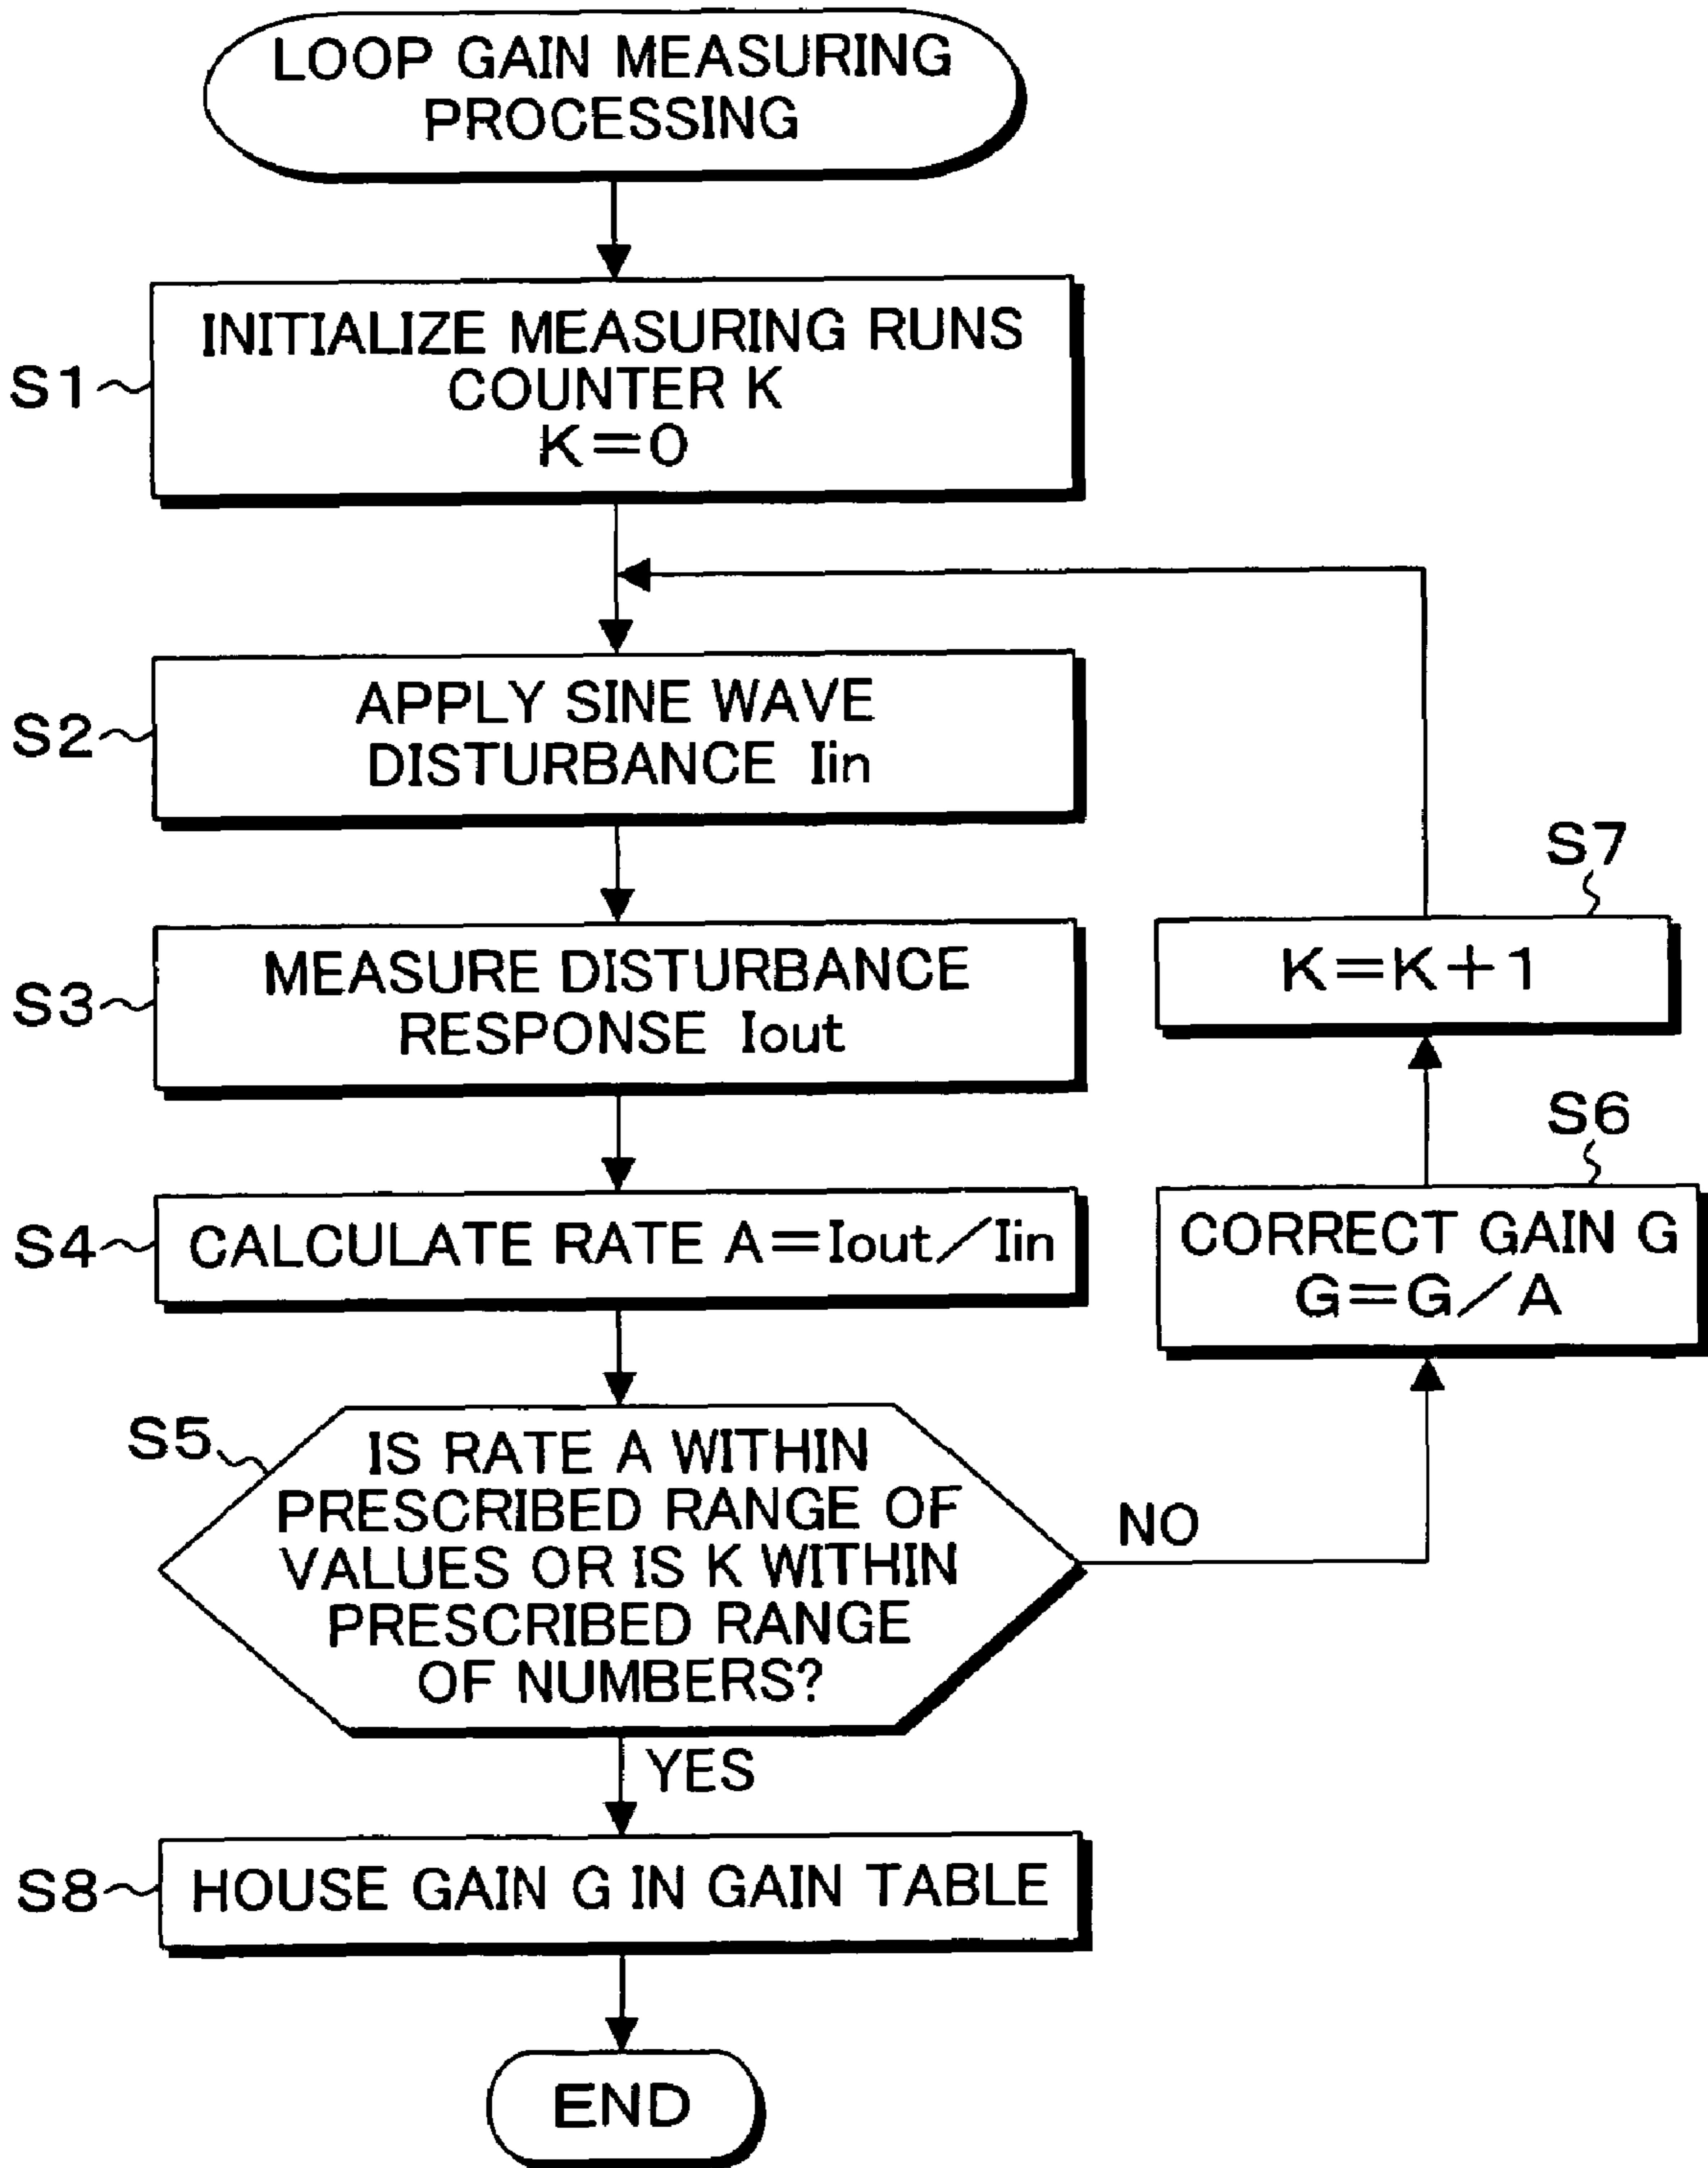 LOOP GAIN MEASURING
PROCESSING
S1
INITIALIZE MEASURING RUNS
COUNTER K
K=0
S2
APPLY SINE WAVE
DISTURBANCE Iin
S3
MEASURE DISTURBANCE
RESPONSE Iout
S4
CALCULATE RATE A=Iout/Iin
S5
IS RATE A WITHIN
PRESCRIBED RANGE OF
VALUES OR IS K WITHIN
PRESCRIBED RANGE
OF NUMBERS?
NO
S6
CORRECT GAIN G
G=G/A
S7
K=K+1
YES
S8
HOUSE GAIN G IN GAIN TABLE
END